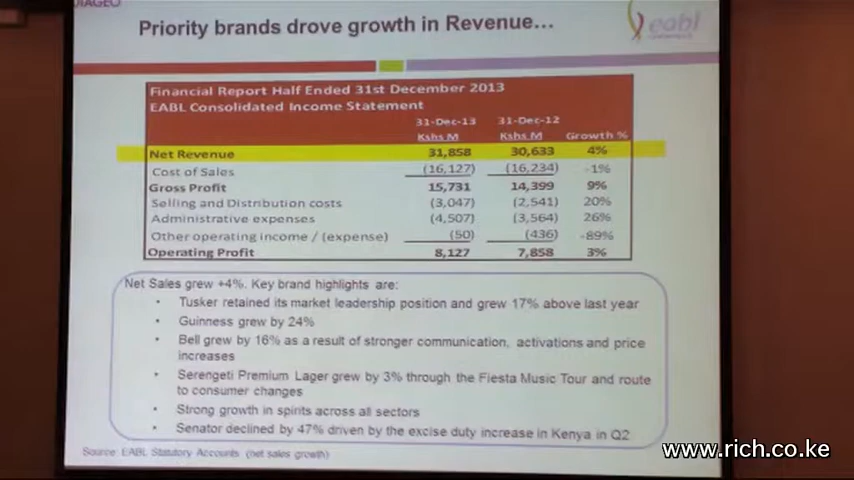 DIAGEO
Priority brands drove growth in Revenue...
eabl
Financial Report Half Ended 31st December 2013
EABL Consolidated Income Statement
31-Dec-13 31-Dec-12
Kshs.M Kshs.M Growth %
Net Revenue 31,858 30,633 4%
Cost of Sales (16,127) (16,234) -1%
Gross Profit 15,731 14,399 9%
Selling and Distribution costs (3,047) (2,541) 20%
Administrative expenses (4,507) (3,564) 26%
Other operating income / (expense) (50) (436) -89%
Operating Profit 8,127 7,858 3%
Net Sales grew +4%. Key brand highlights are:
• Tusker retained its market leadership position and grew 17% above last year
• Guinness grew by 24%
• Bell grew by 16% as a result of stronger communication, activations and price
increases
• Serengeti Premium Lager grew by 3% through the Fiesta Music Tour and route
to consumer changes
• Strong growth in spirits across all sectors
• Senator declined by 47% driven by the excise duty increase in Kenya in Q2
Source: EABL Statutory Accounts (net sales growth)
www.rich.co.ke